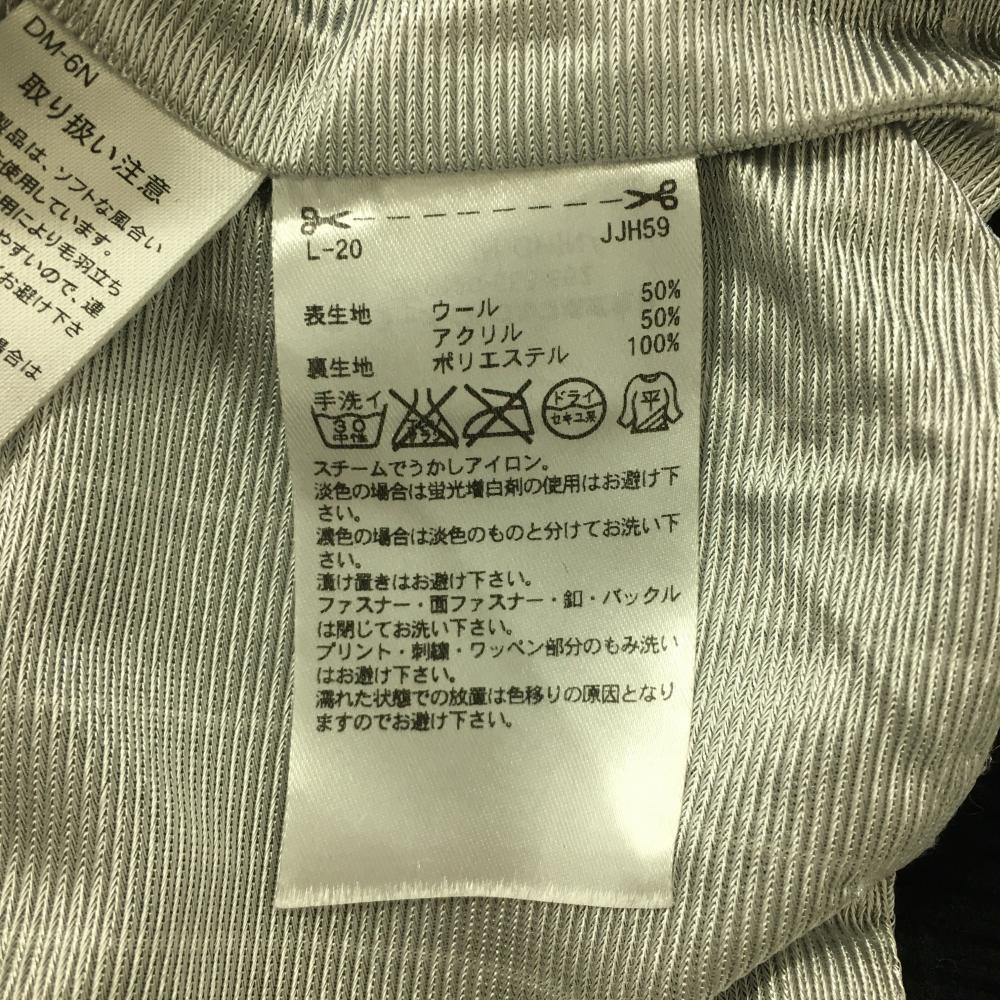 DM-6N
取り扱い注意
製品は、ソフトな風合い
使用しています。
用により毛羽立ち
やすいので、連
お避け下さ
場合は
L-20 JJH59
表生地 ウール 50%
アクリル 50%
裏生地 ポリエステル 100%
手洗イ
30
中性
ドライ
セキユ系
平
スチームでうかしアイロン。
淡色の場合は蛍光増白剤の使用はお避け下
さい。
濃色の場合は淡色のものと分けてお洗い下
さい。
漬け置きはお避け下さい。
ファスナー・面ファスナー・釦・バックル
は閉じてお洗い下さい。
プリント・刺繍・ワッペン部分のもみ洗い
はお避け下さい。
濡れた状態での放置は色移りの原因となり
ますのでお避け下さい。